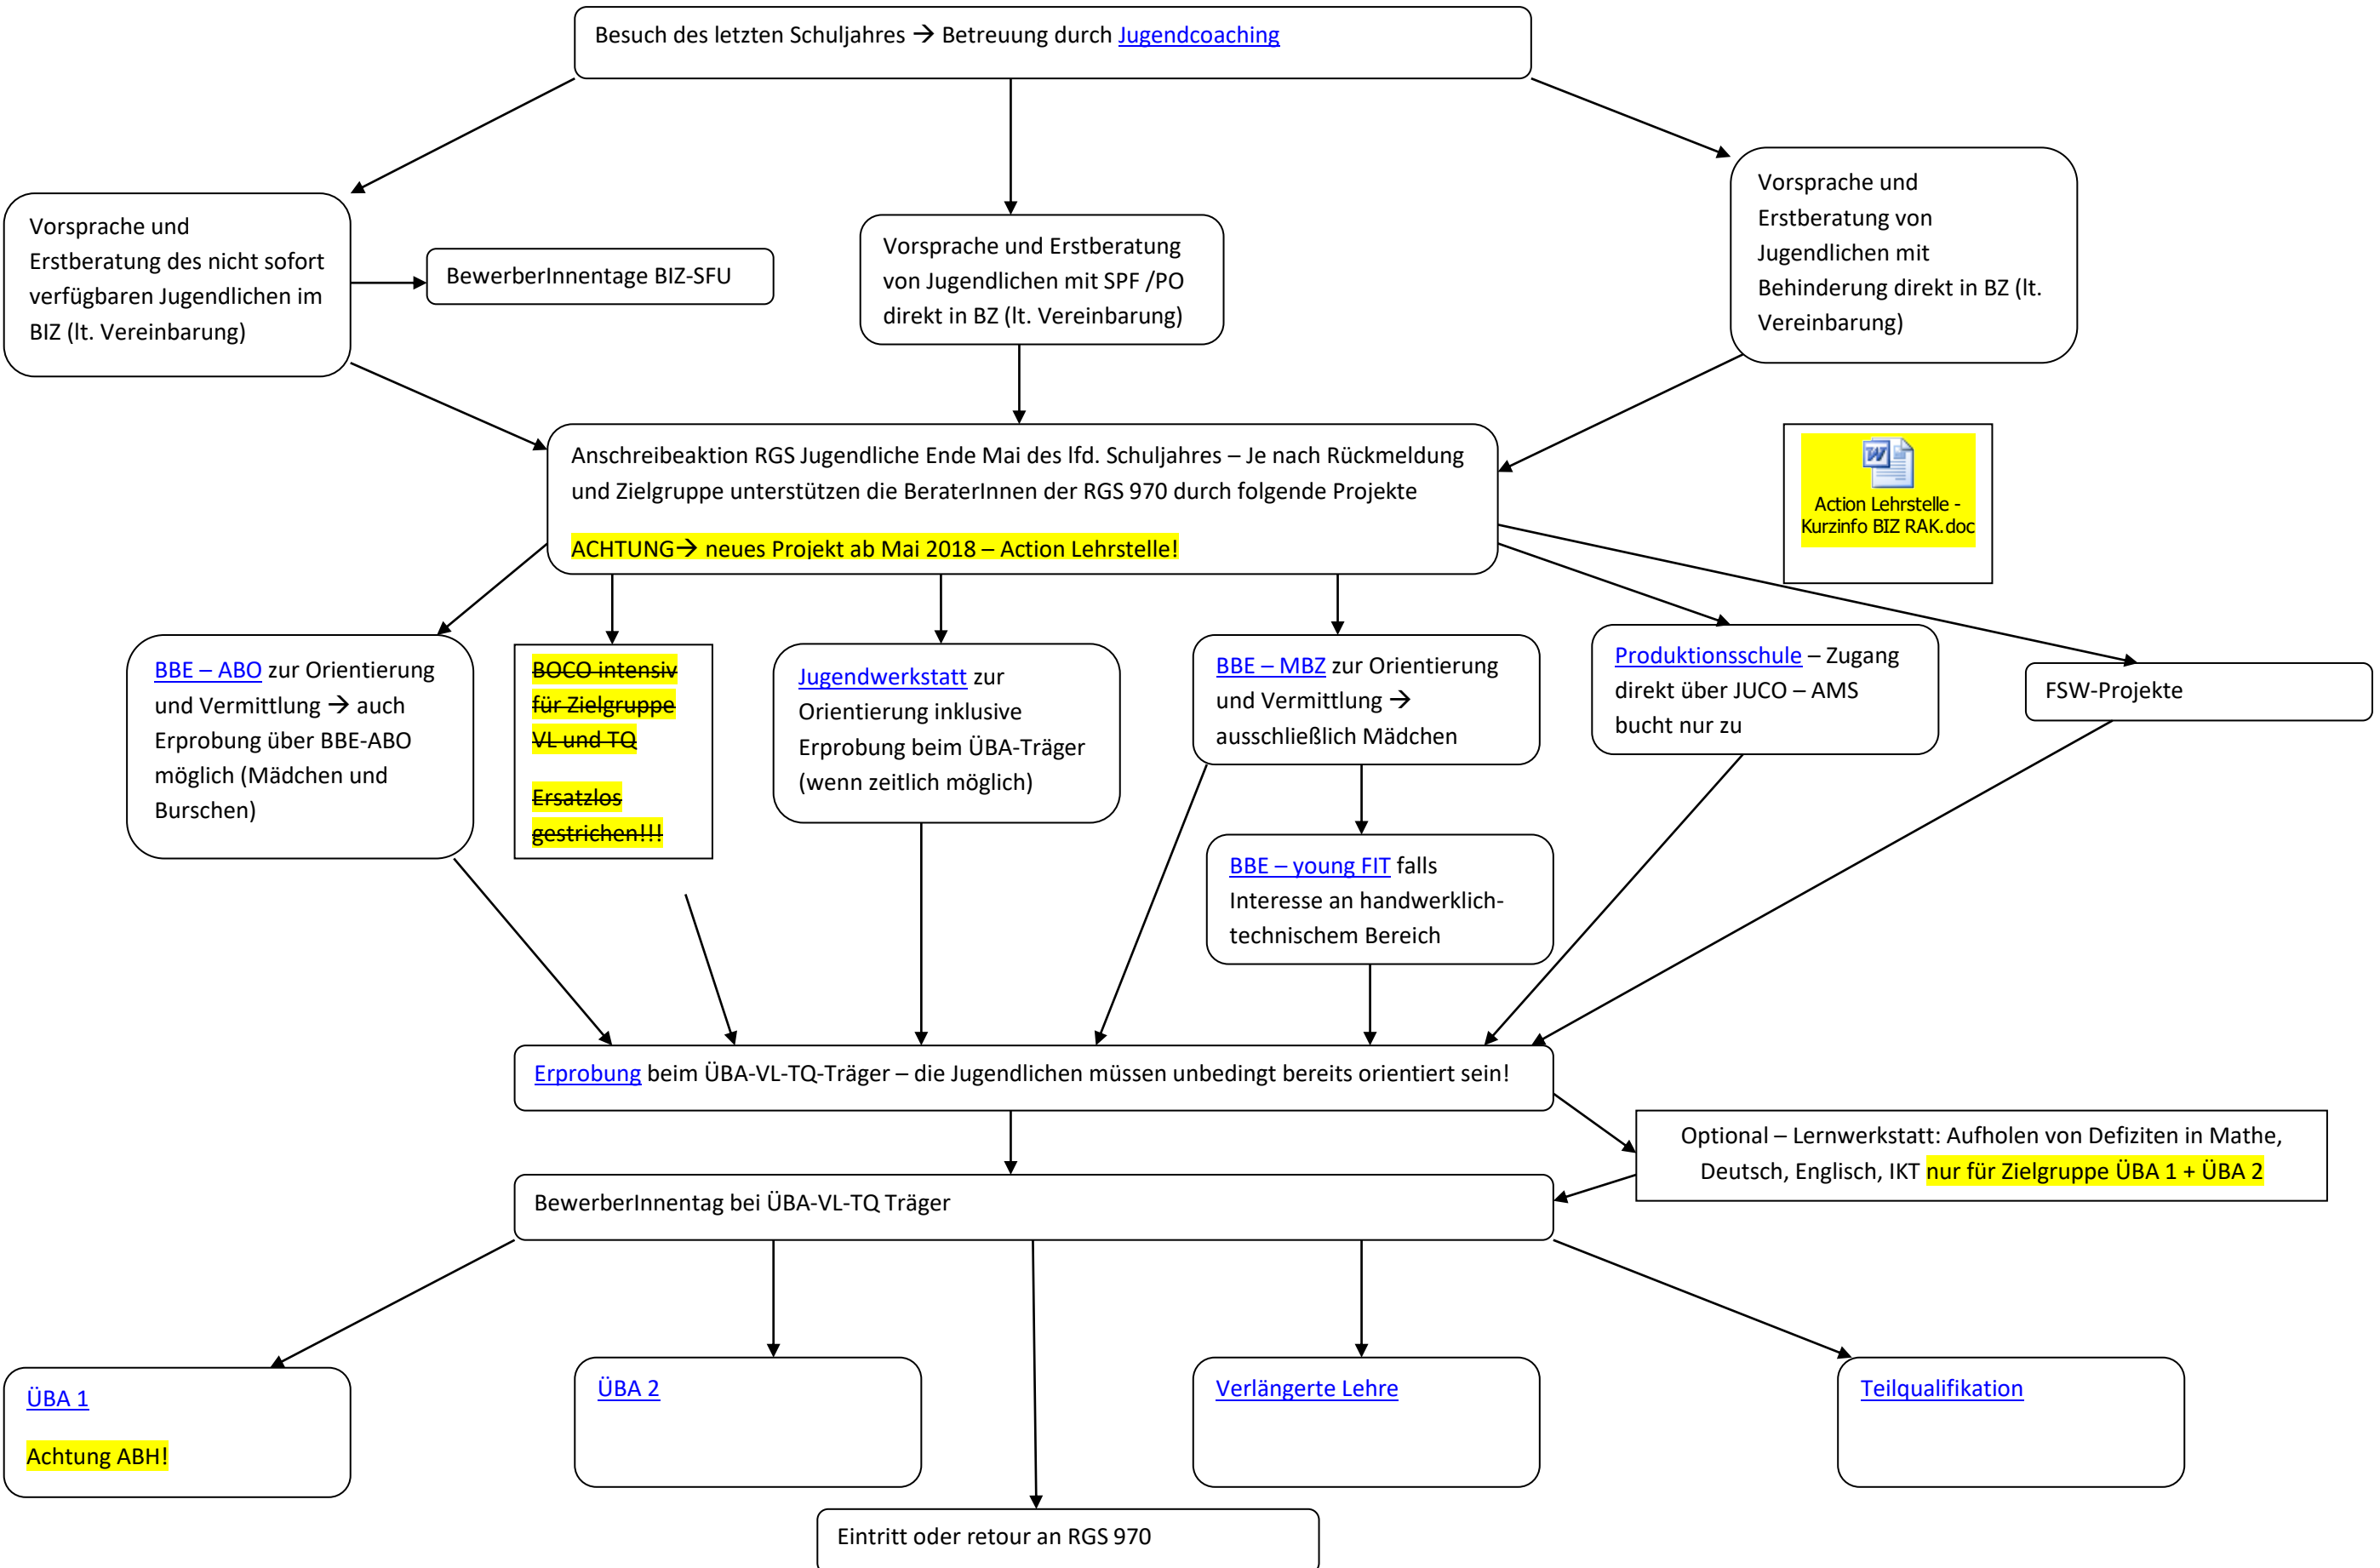 Besuch des letzten Schuljahres → Betreuung durch Jugendcoaching
Vorsprache und
Erstberatung des nicht sofort
verfügbaren Jugendlichen im
BIZ (lt. Vereinbarung)
BewerberInnentage BIZ-SFU
Vorsprache und Erstberatung
von Jugendlichen mit SPF /PO
direkt in BZ (lt. Vereinbarung)
Vorsprache und
Erstberatung von
Jugendlichen mit
Behinderung direkt in BZ (lt.
Vereinbarung)
Anschreibeaktion RGS Jugendliche Ende Mai des lfd. Schuljahres – Je nach Rückmeldung
und Zielgruppe unterstützen die BeraterInnen der RGS 970 durch folgende Projekte
ACHTUNG→ neues Projekt ab Mai 2018 – Action Lehrstelle!
Action Lehrstelle -
Kurzinfo BIZ RAK.doc
BBE – ABO zur Orientierung
und Vermittlung → auch
Erprobung über BBE-ABO
möglich (Mädchen und
Burschen)
BOCO intensiv
für Zielgruppe
VL und TQ
Ersatzlos
gestrichen!!!
Jugendwerkstatt zur
Orientierung inklusive
Erprobung beim ÜBA-Träger
(wenn zeitlich möglich)
BBE – MBZ zur Orientierung
und Vermittlung →
ausschließlich Mädchen
Produktionsschule – Zugang
direkt über JUCO – AMS
bucht nur zu
FSW-Projekte
BBE – young FIT falls
Interesse an handwerklich-
technischem Bereich
Erprobung beim ÜBA-VL-TQ-Träger – die Jugendlichen müssen unbedingt bereits orientiert sein!
Optional – Lernwerkstatt: Aufholen von Defiziten in Mathe,
Deutsch, Englisch, IKT nur für Zielgruppe ÜBA 1 + ÜBA 2
BewerberInnentag bei ÜBA-VL-TQ Träger
ÜBA 1
Achtung ABH!
ÜBA 2
Verlängerte Lehre
Teilqualifikation
Eintritt oder retour an RGS 970